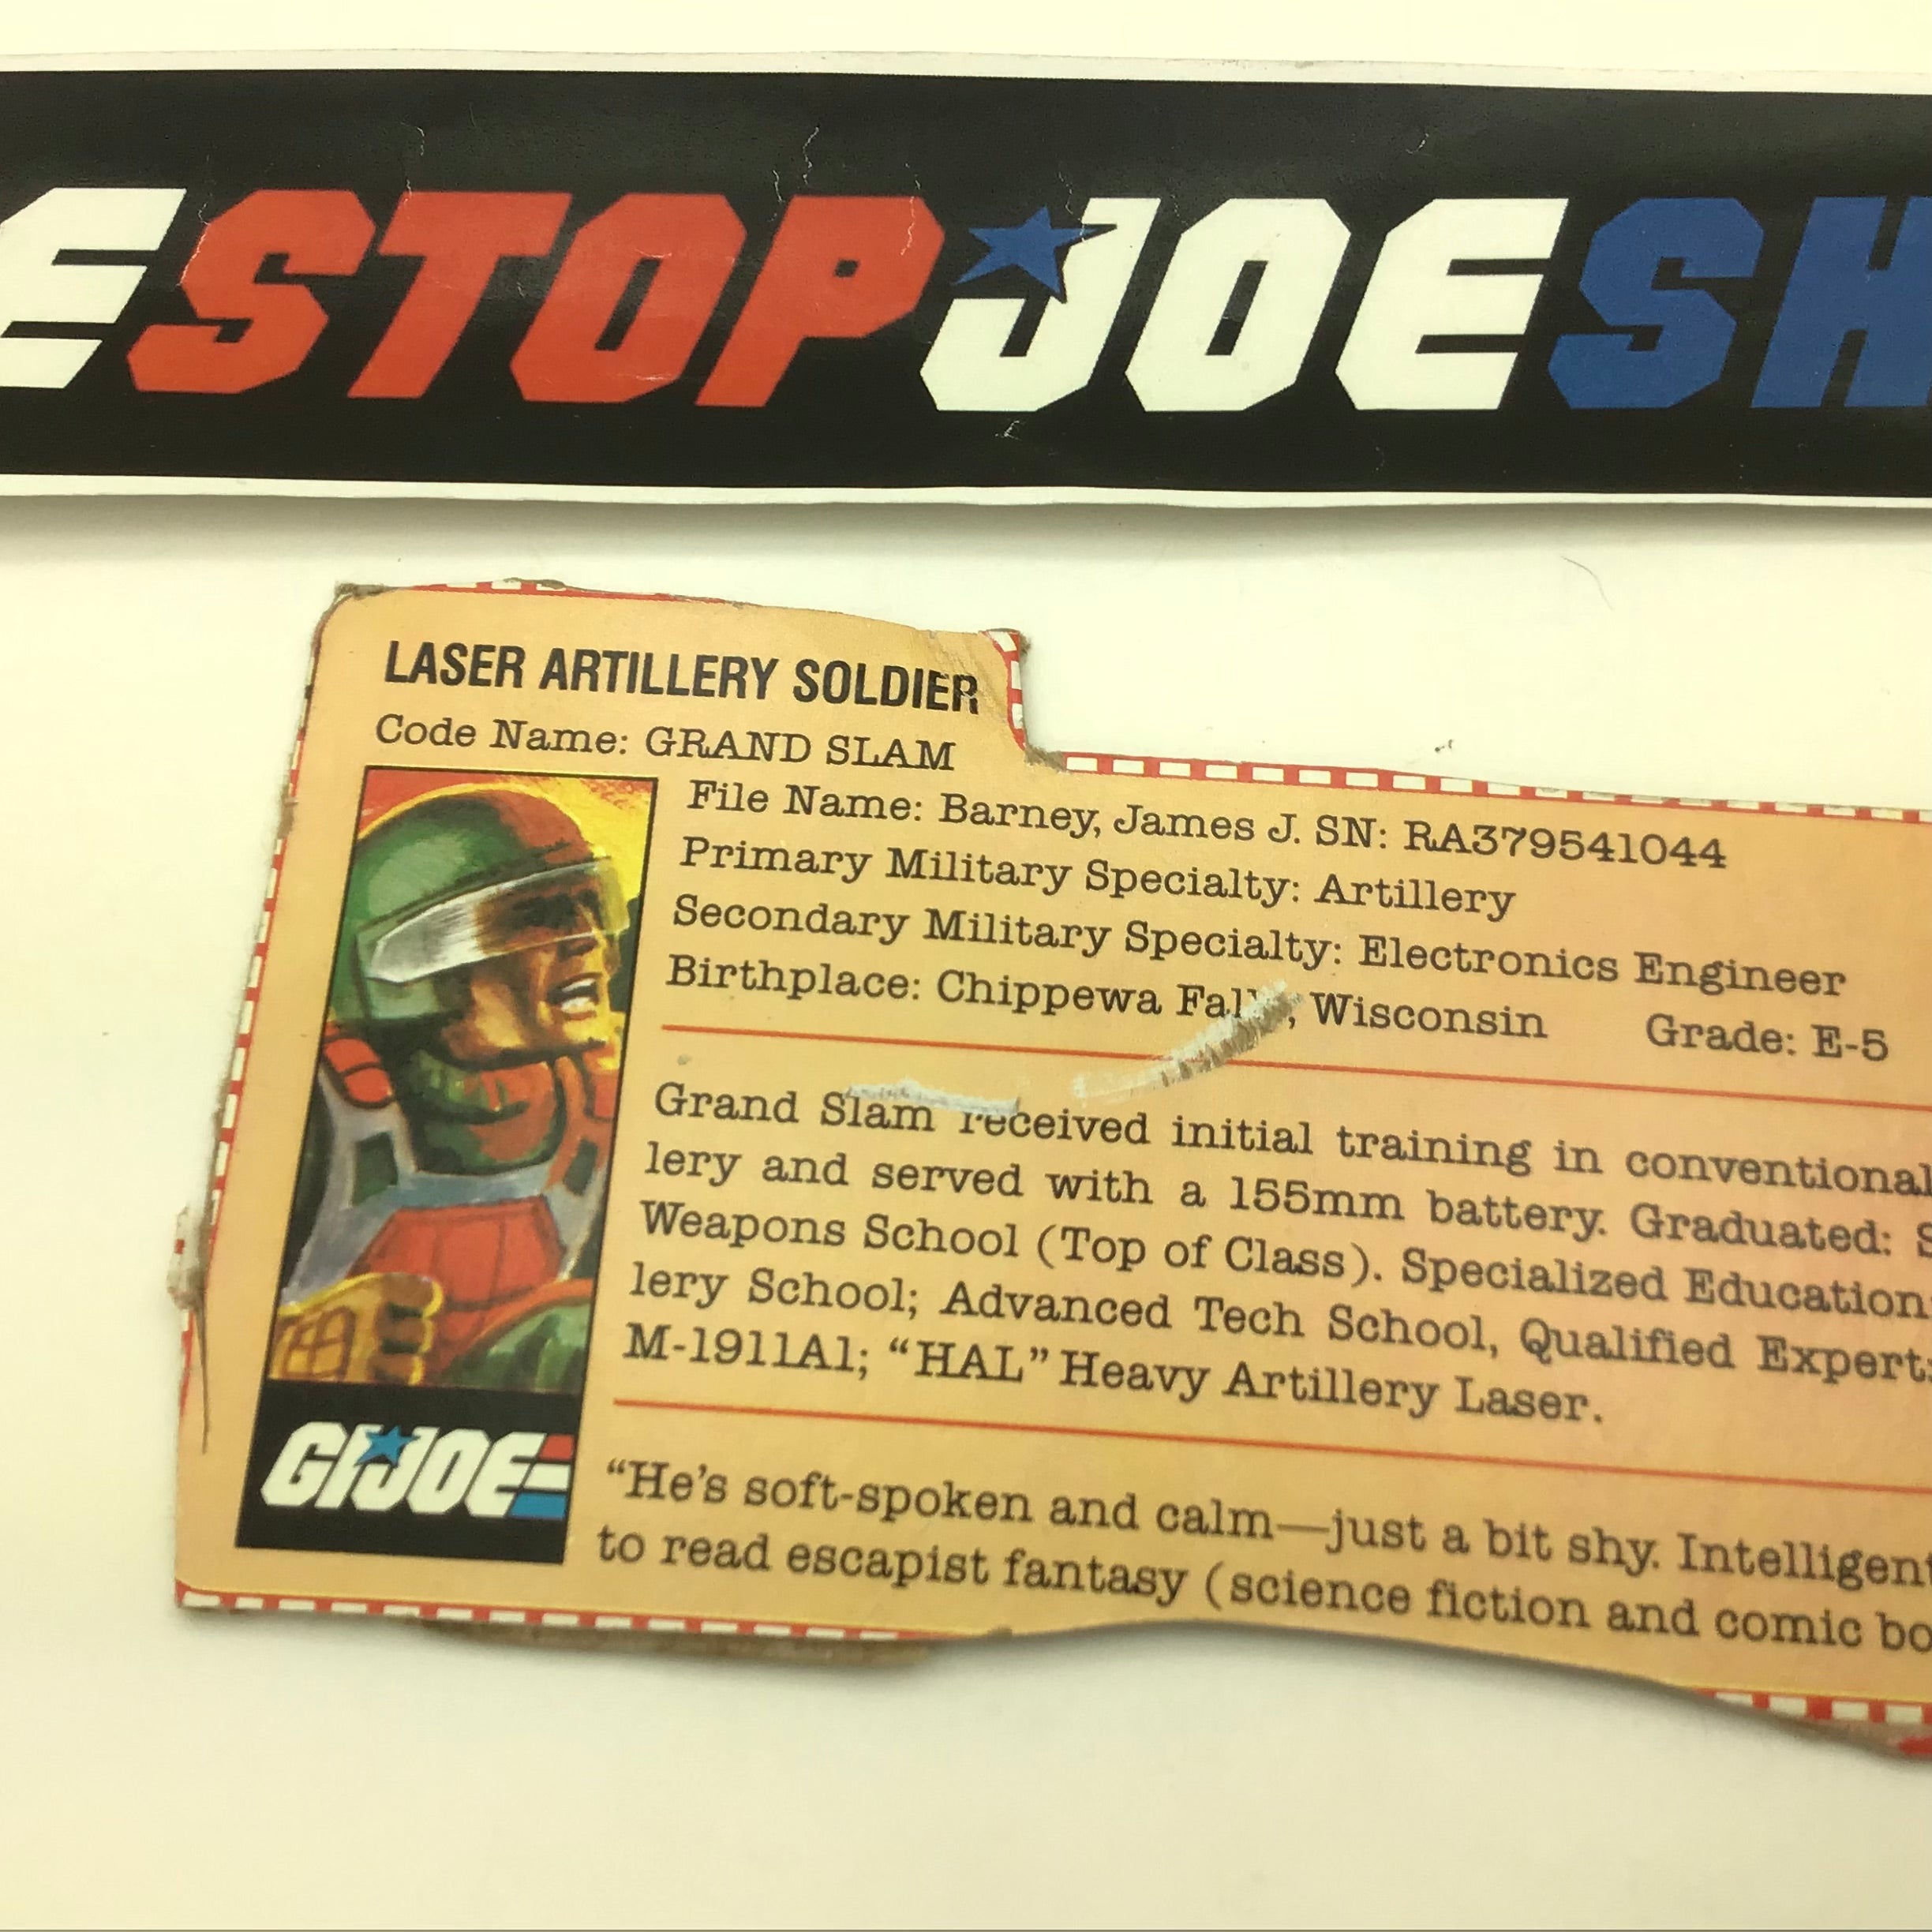 E STOP JOE SH
LASER ARTILLERY SOLDIER
Code Name: GRAND SLAM
File Name: Barney, James J. SN: RA379541044
Primary Military Specialty: Artillery
Secondary Military Specialty: Electronics Engineer
Birthplace: Chippewa Fal , Wisconsin Grade: E-5
Grand Slam received initial training in conventional
lery and served with a 155mm battery. Graduated: S
Weapons School (Top of Class). Specialized Education:
lery School; Advanced Tech School, Qualified Expert:
M-1911A1; “HAL” Heavy Artillery Laser.
“He’s soft-spoken and calm—just a bit shy. Intelligent
to read escapist fantasy (science fiction and comic bo
GI JOE